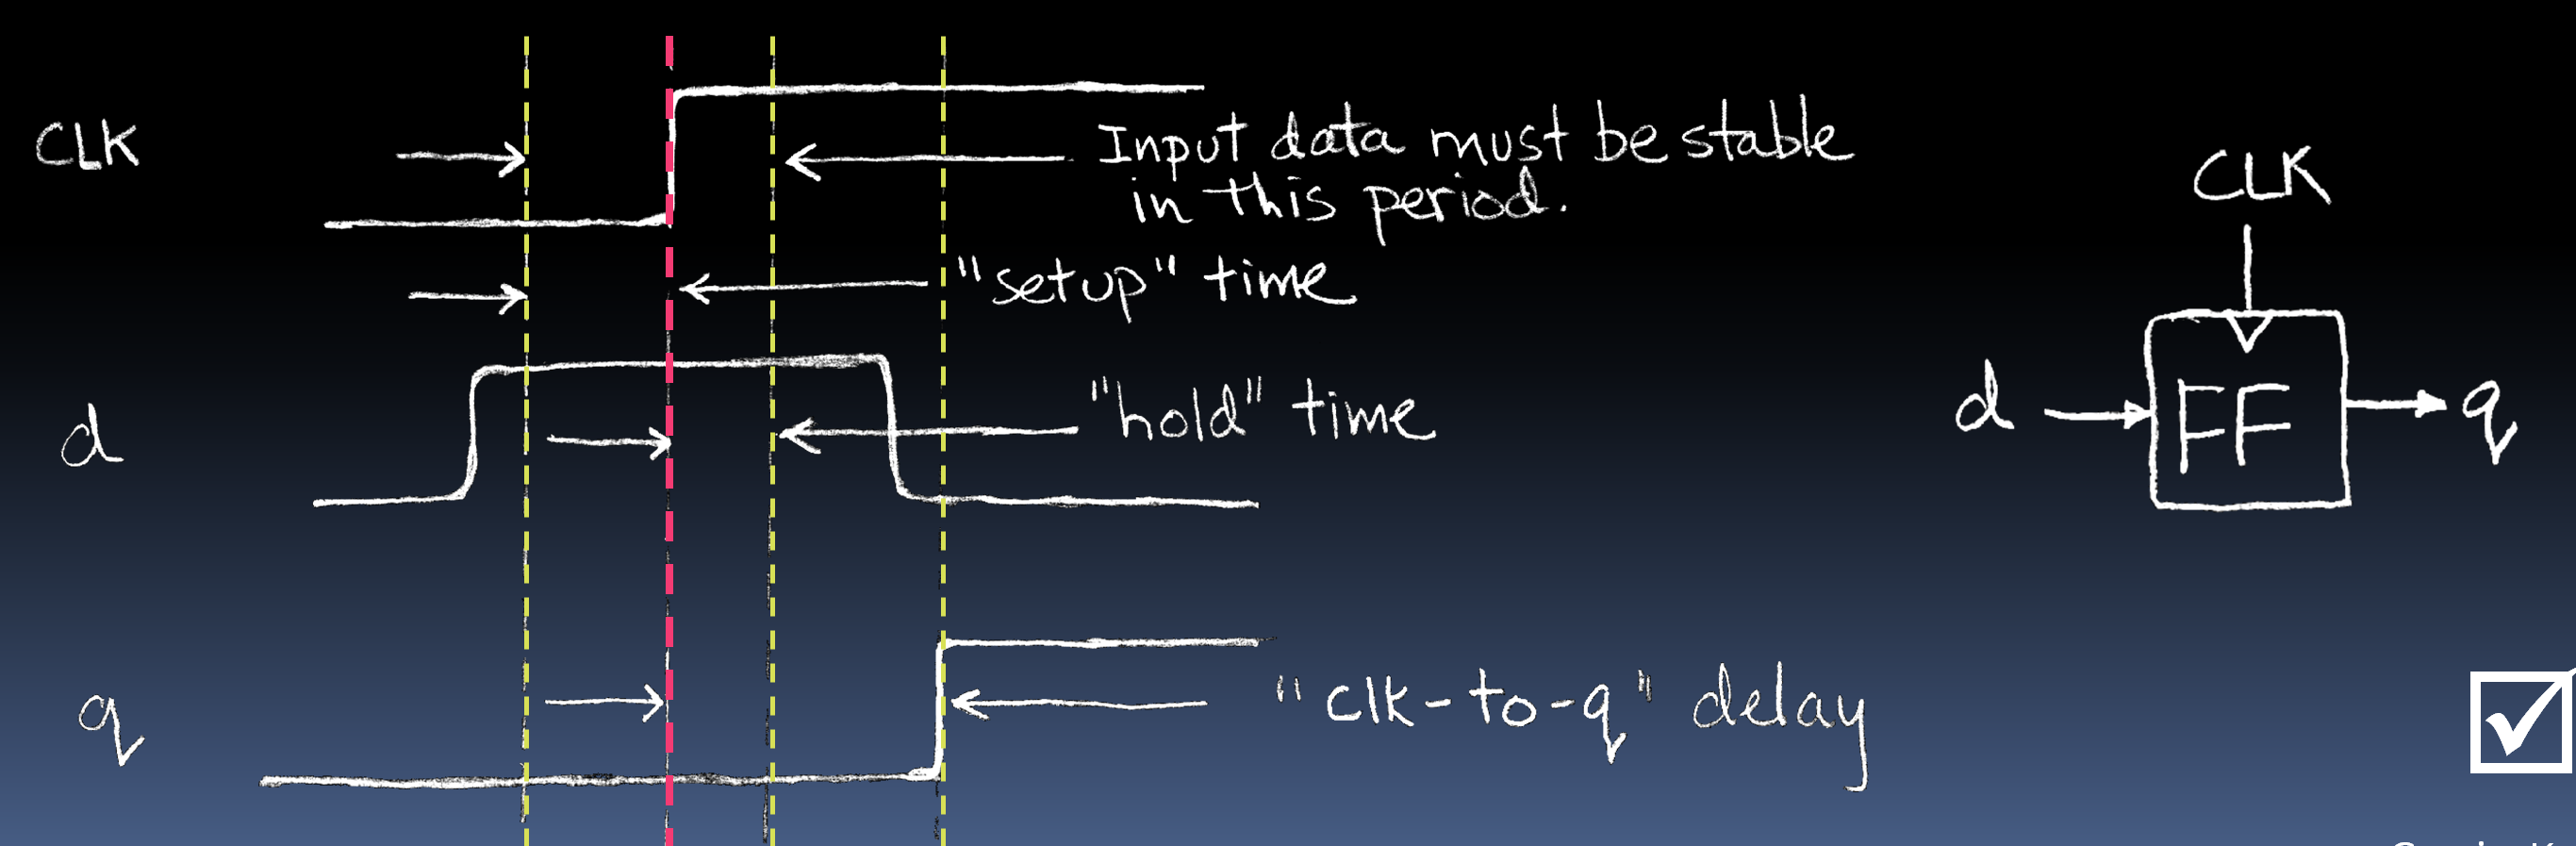 CLK
Input data must be stable
in this period.
"setup" time
d
"hold" time
q
"clk-to-q" delay
CLK
d
FF
q